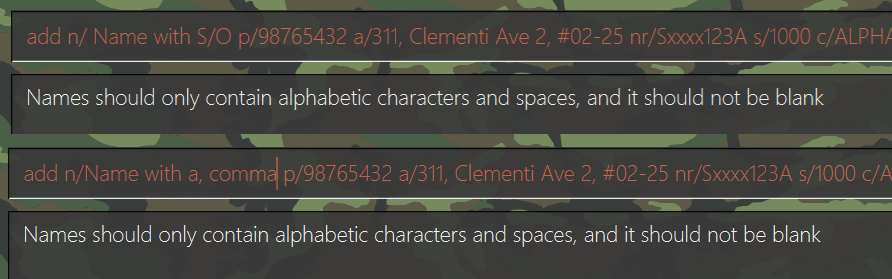 add n/ Name with S/O p/98765432 a/311, Clementi Ave 2, #02-25 nr/Sxxxx123A s/1000 c/ALPHA
Names should only contain alphabetic characters and spaces, and it should not be blank
add n/Name with a, comma p/98765432 a/311, Clementi Ave 2, #02-25 nr/Sxxxx123A s/1000 c/A
Names should only contain alphabetic characters and spaces, and it should not be blank